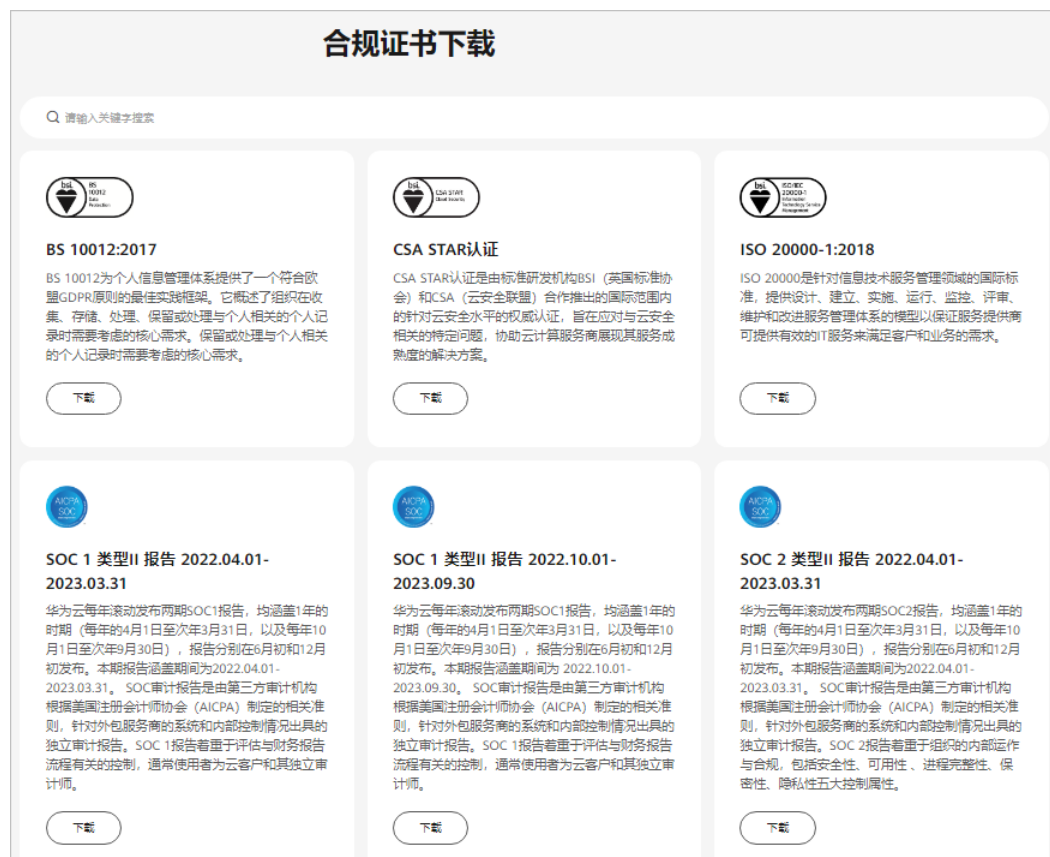 合规证书下载
请输入关键字搜索
bsi.
BS
10012
Data
Protection
BS 10012:2017
BS 10012为个人信息管理体系提供了一个符合欧
盟GDPR原则的最佳实践框架。它概述了组织在收
集、存储、处理、保留或处理与个人相关的个人记
录时需要考虑的核心需求。保留或处理与个人相关
的个人记录时需要考虑的核心需求。
下载
bsi.
CSA STAR
Cloud Security
CSA STAR认证
CSA STAR认证是由标准研发机构BSI（英国标准协
会）和CSA（云安全联盟）合作推出的国际范围内
的针对云安全水平的权威认证，旨在应对与云安全
相关的特定问题，协助云计算服务商展现其服务成
熟度的解决方案。
下载
bsi.
ISO/IEC
20000-1
Information
Technology Service
Management
ISO 20000-1:2018
ISO 20000是针对信息技术服务管理领域的国际标
准，提供设计、建立、实施、运行、监控、评审、
维护和改进服务管理体系的模型以保证服务提供商
可提供有效的IT服务来满足客户和业务的需求。
下载
AICPA
SOC
SOC 1 类型II 报告 2022.04.01-
2023.03.31
华为云每年滚动发布两期SOC1报告，均涵盖1年的
时期（每年的4月1日至次年3月31日，以及每年10
月1日至次年9月30日），报告分别在6月初和12月
初发布。本期报告涵盖期间为2022.04.01-
2023.03.31。 SOC审计报告是由第三方审计机构
根据美国注册会计师协会（AICPA）制定的相关准
则，针对外包服务商的系统和内部控制情况出具的
独立审计报告。SOC 1报告着重于评估与财务报告
流程有关的控制，通常使用者为云客户和其独立审
计师。
下载
AICPA
SOC
SOC 1 类型II 报告 2022.10.01-
2023.09.30
华为云每年滚动发布两期SOC1报告，均涵盖1年的
时期（每年的4月1日至次年3月31日，以及每年10
月1日至次年9月30日），报告分别在6月初和12月
初发布。本期报告涵盖期间为 2022.10.01-
2023.09.30。 SOC审计报告是由第三方审计机构
根据美国注册会计师协会（AICPA）制定的相关准
则，针对外包服务商的系统和内部控制情况出具的
独立审计报告。SOC 1报告着重于评估与财务报告
流程有关的控制，通常使用者为云客户和其独立审
计师。
下载
AICPA
SOC
SOC 2 类型II 报告 2022.04.01-
2023.03.31
华为云每年滚动发布两期SOC2报告，均涵盖1年的
时期（每年的4月1日至次年3月31日，以及每年10
月1日至次年9月30日），报告分别在6月初和12月
初发布。本期报告涵盖期间为2022.04.01-
2023.03.31。 SOC审计报告是由第三方审计机构
根据美国注册会计师协会（AICPA）制定的相关准
则，针对外包服务商的系统和内部控制情况出具的
独立审计报告。SOC 2报告着重于组织的内部运作
与合规，包括安全性、可用性 、进程完整性、保
密性、隐私性五大控制属性。
下载